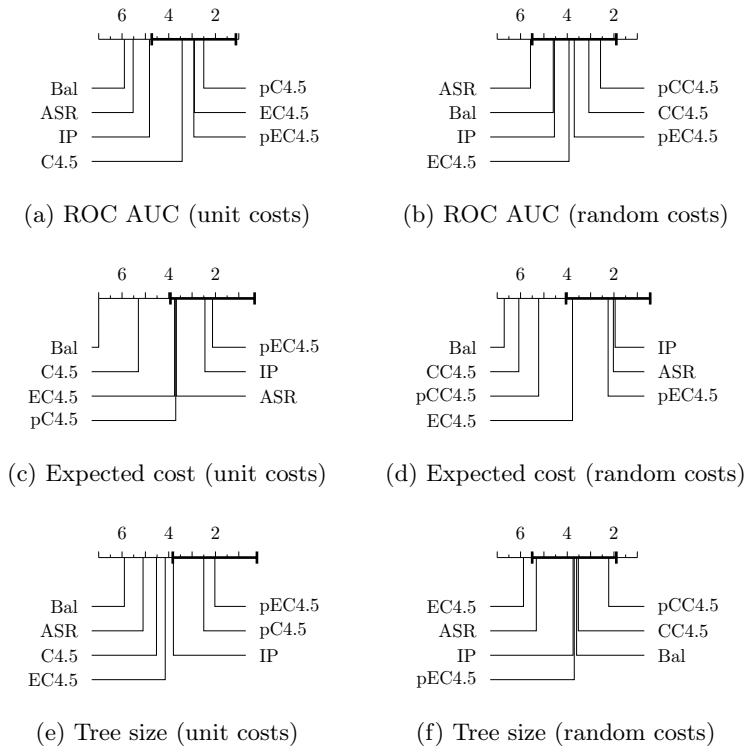 6 4 2
Bal
ASR
IP
C4.5
pC4.5
EC4.5
pEC4.5
(a) ROC AUC (unit costs)
6 4 2
ASR
Bal
IP
EC4.5
pCC4.5
CC4.5
pEC4.5
(b) ROC AUC (random costs)
6 4 2
Bal
C4.5
EC4.5
pC4.5
pEC4.5
IP
ASR
(c) Expected cost (unit costs)
6 4 2
Bal
CC4.5
pCC4.5
EC4.5
IP
ASR
pEC4.5
(d) Expected cost (random costs)
6 4 2
Bal
ASR
C4.5
EC4.5
pEC4.5
pC4.5
IP
(e) Tree size (unit costs)
6 4 2
EC4.5
ASR
IP
pEC4.5
pCC4.5
CC4.5
Bal
(f) Tree size (random costs)